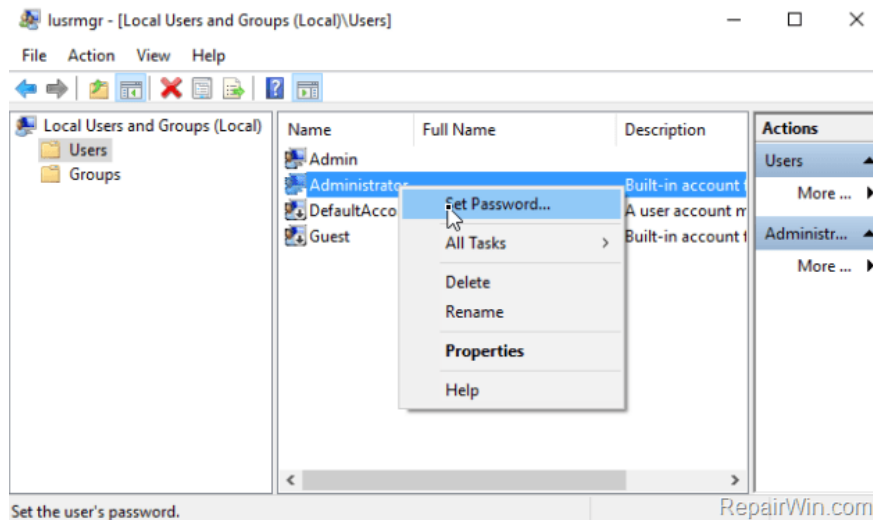 lusrmgr - [Local Users and Groups (Local)\Users]
File Action View Help
Local Users and Groups (Local)
Users
Groups
Name Full Name Description
Admin
Administrator Built-in account f
DefaultAcco A user account m
Guest Built-in account f
Set Password...
All Tasks
Delete
Rename
Properties
Help
Actions
Users
More ...
Administr...
More ...
Set the user's password.
RepairWin.com